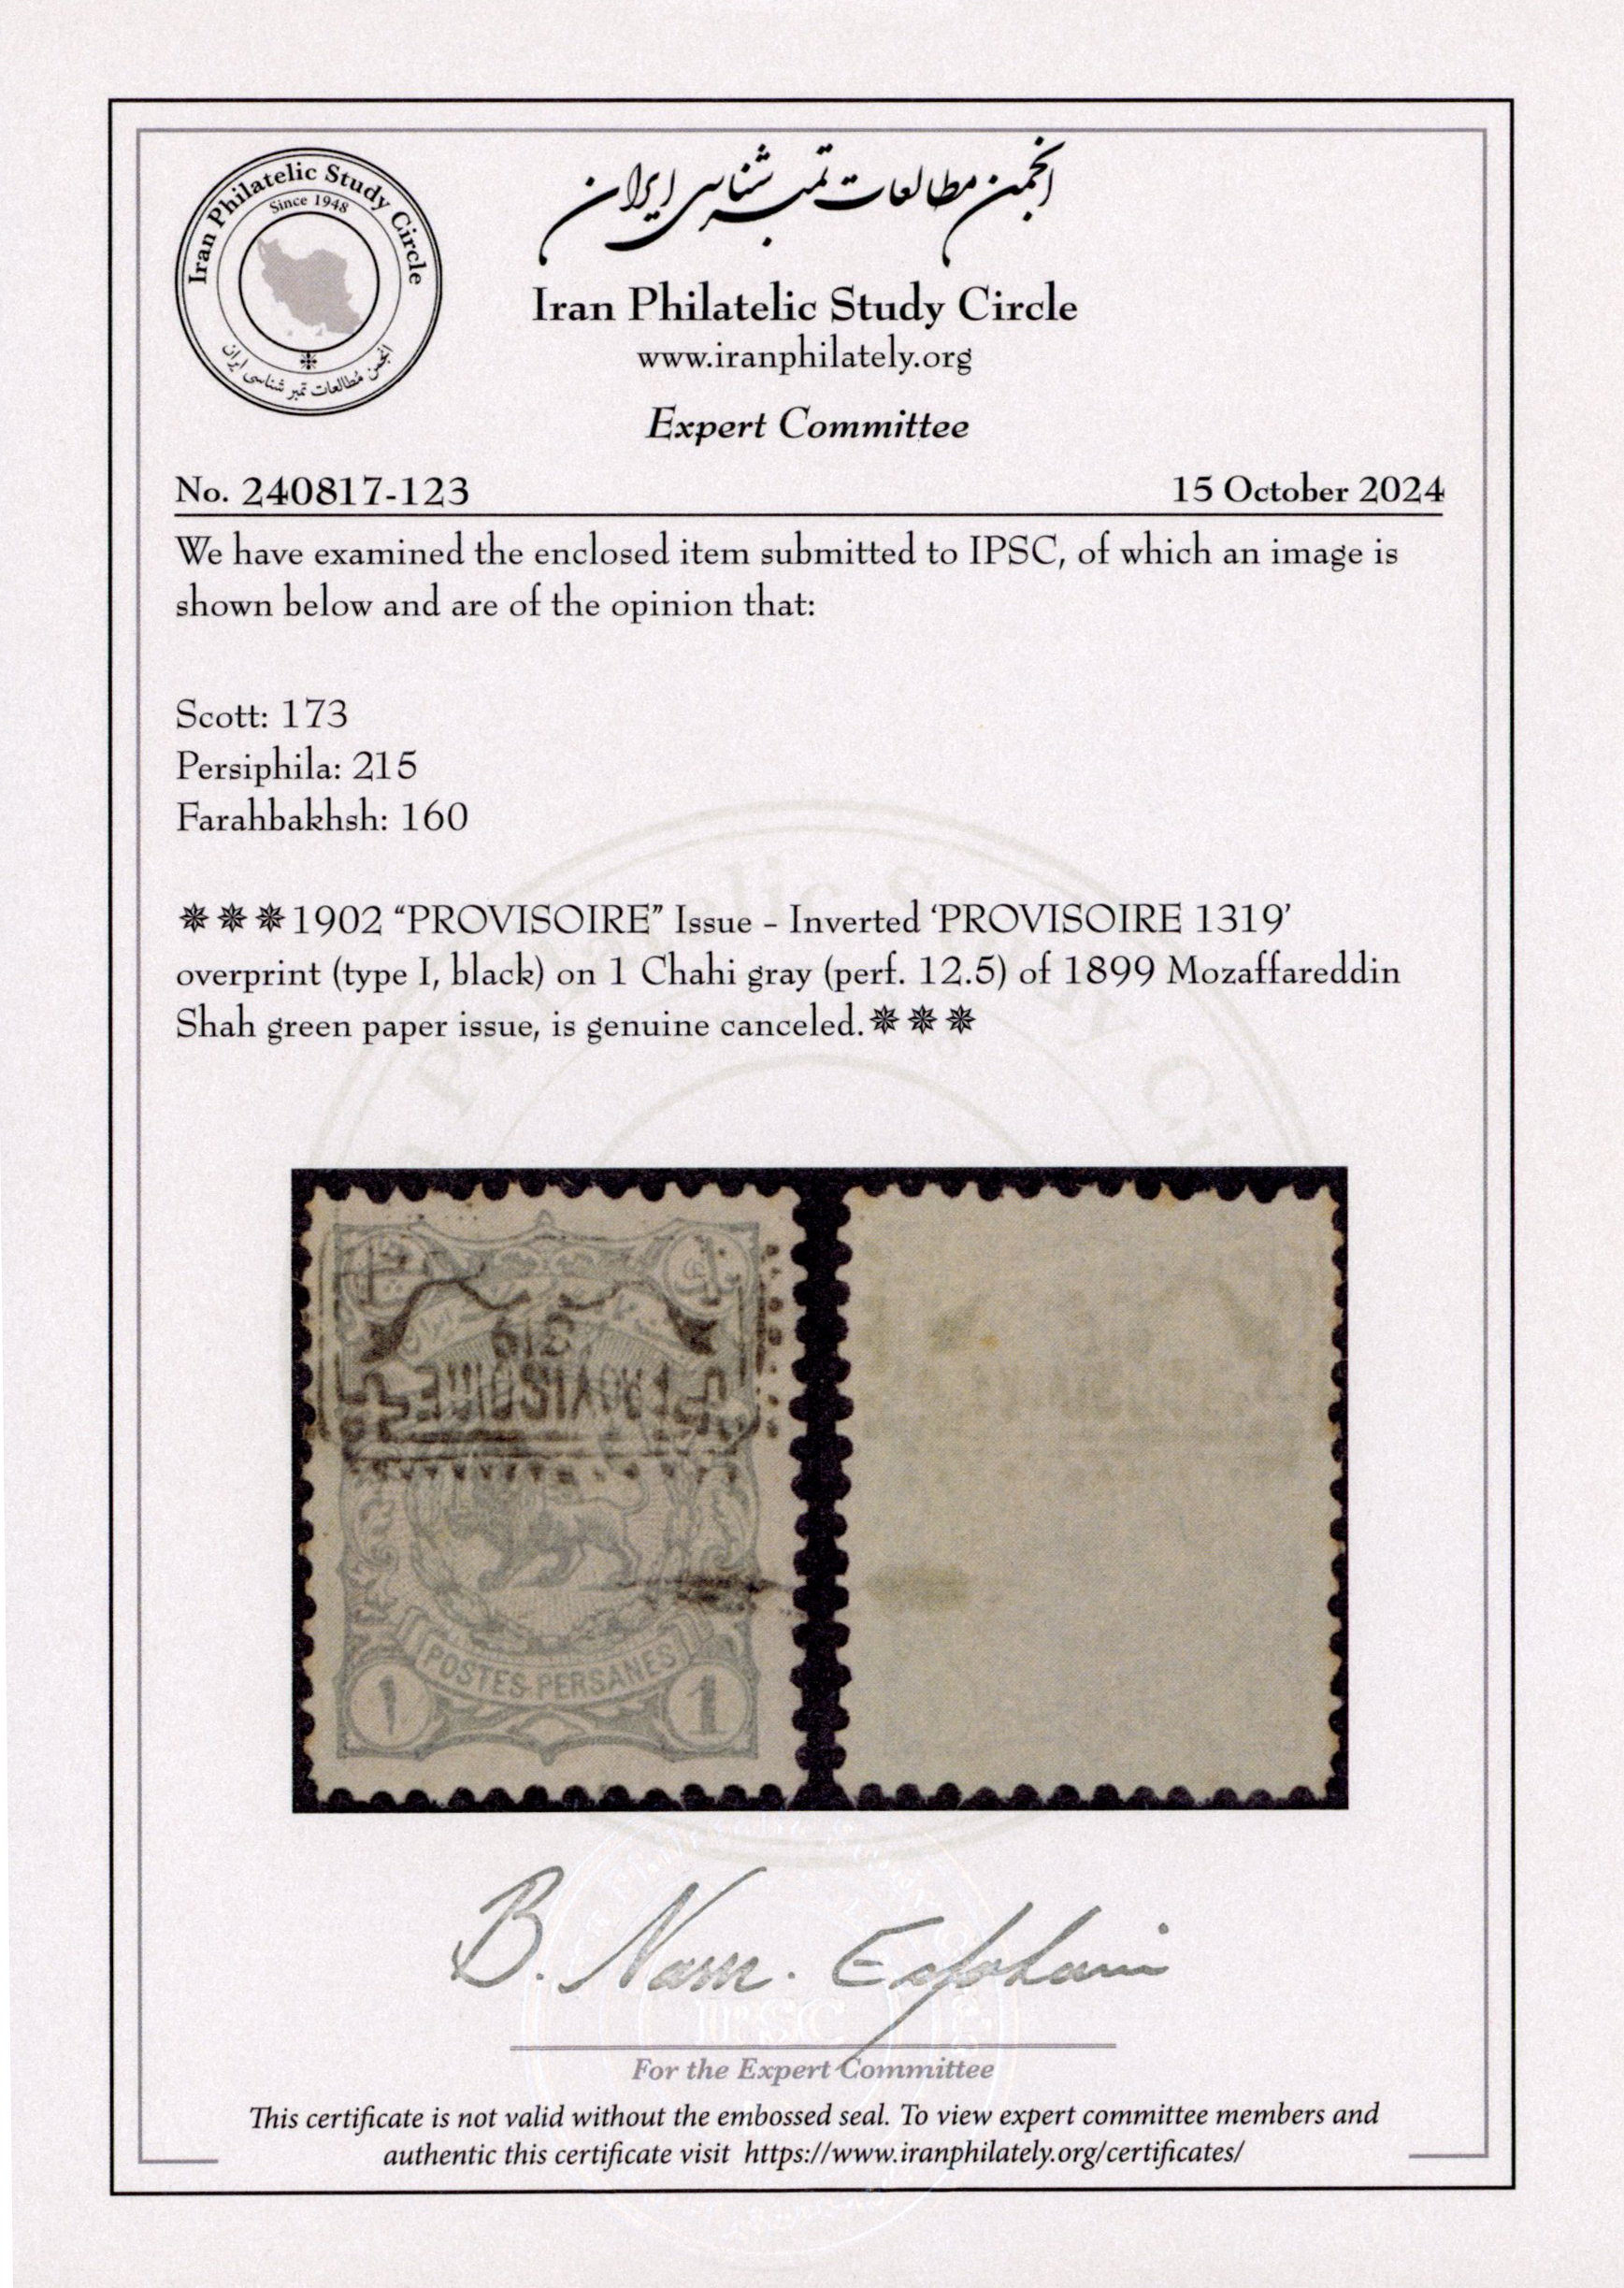 Iran Philatelic Study Circle
Since 1948
انجمن مطالعات تمبر شناسی ایران
انجمن مطالعات تمبر شناسی ایران
Iran Philatelic Study Circle
www.iranphilately.org
Expert Committee
No. 240817-123
15 October 2024
We have examined the enclosed item submitted to IPSC, of which an image is
shown below and are of the opinion that:
Scott: 173
Persiphila: 215
Farahbakhsh: 160
✵✵✵1902 “PROVISOIRE” Issue – Inverted ‘PROVISOIRE 1319’
overprint (type I, black) on 1 Chahi gray (perf. 12.5) of 1899 Mozaffareddin
Shah green paper issue, is genuine canceled.✵✵✵
1319
PROVISOIRE
POSTES-PERSANES
١ 1
B. Nam. Esfahani
IPSC
For the Expert Committee
This certificate is not valid without the embossed seal. To view expert committee members and
authentic this certificate visit https://www.iranphilately.org/certificates/